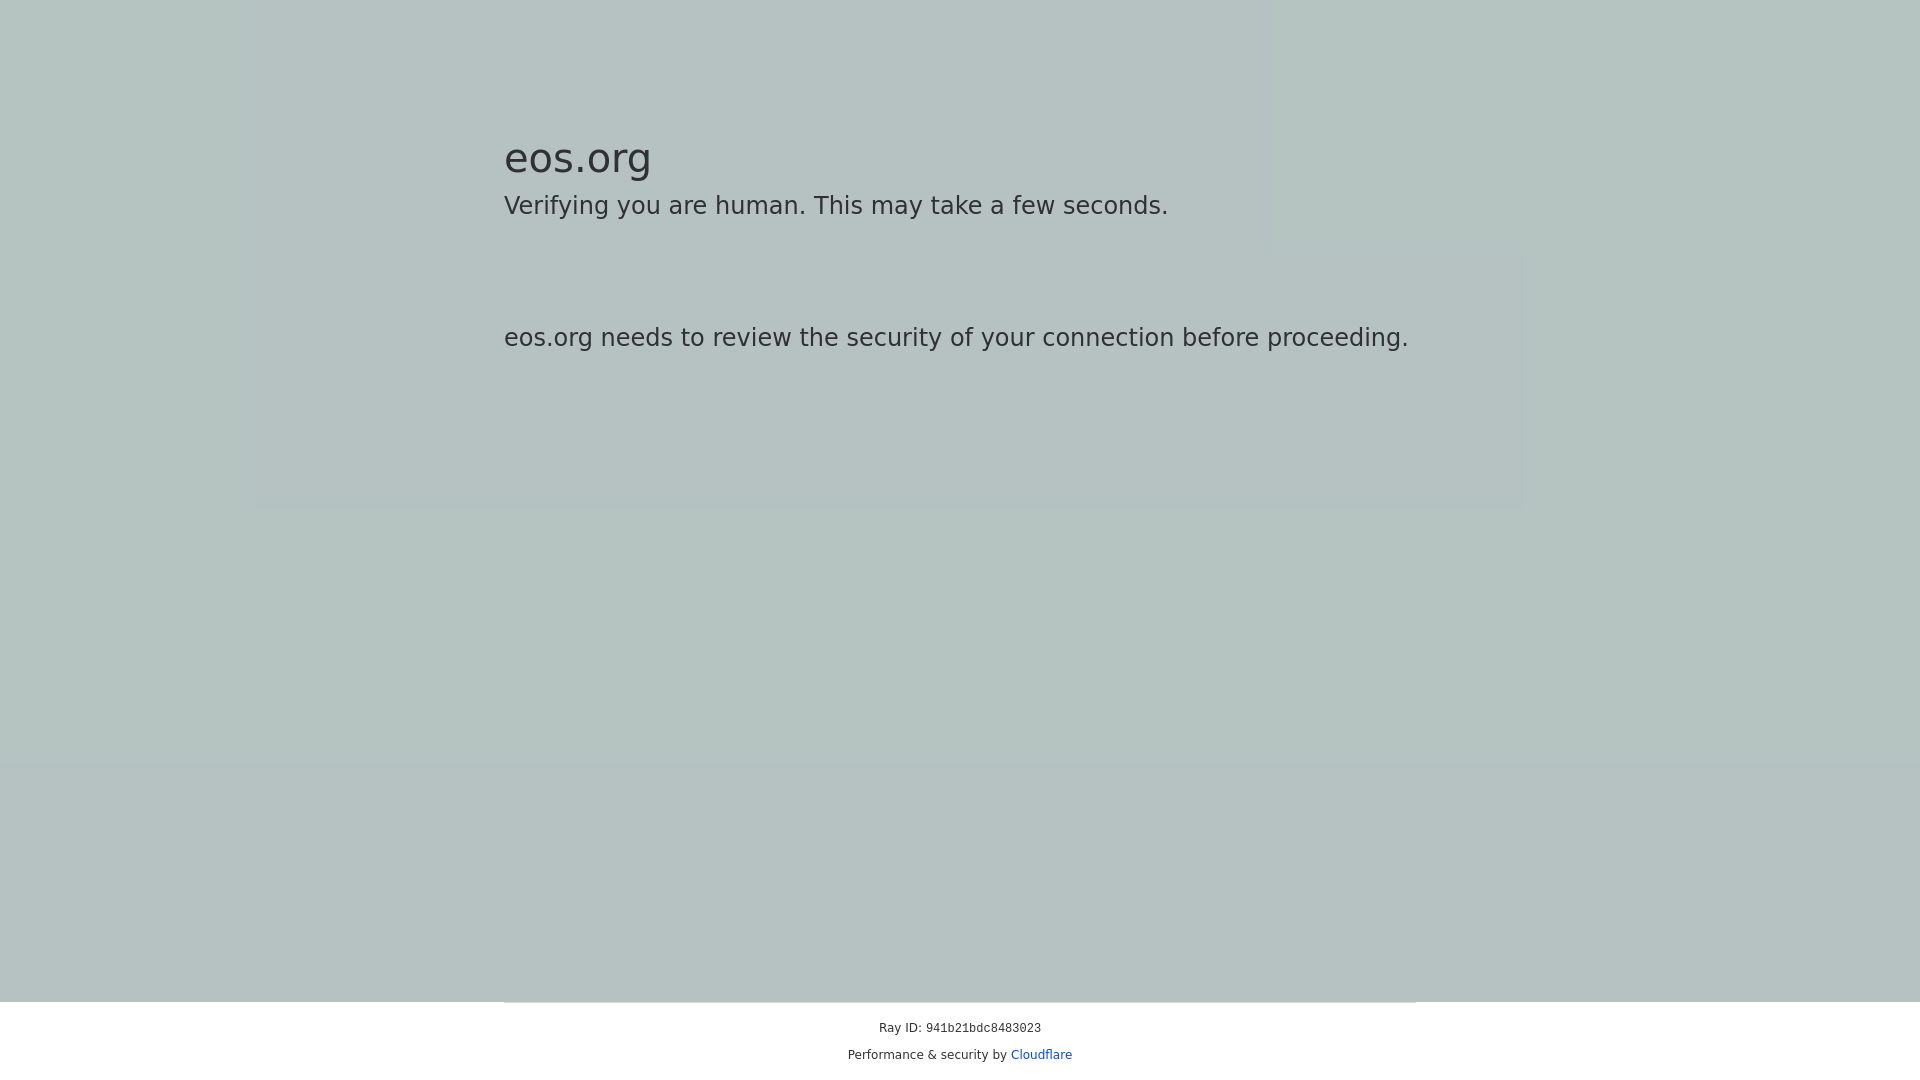 eos.org
Verifying you are human. This may take a few seconds.
eos.org needs to review the security of your connection before proceeding.
Ray ID: 941b21bdc8483023
Performance & security by Cloudflare